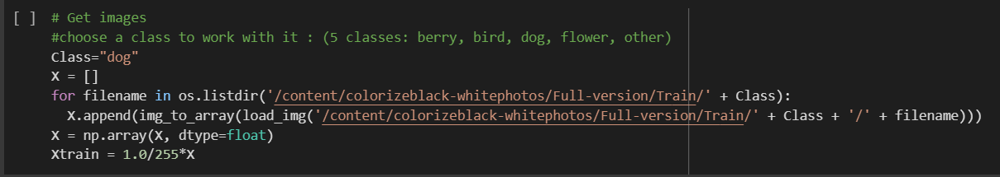 [ ] # Get images
#choose a class to work with it : (5 classes: berry, bird, dog, flower, other)
Class="dog"
X = []
for filename in os.listdir('/content/colorizeblack-whitephotos/Full-version/Train/' + Class):
  X.append(img_to_array(load_img('/content/colorizeblack-whitephotos/Full-version/Train/' + Class + '/' + filename)))
X = np.array(X, dtype=float)
Xtrain = 1.0/255*X